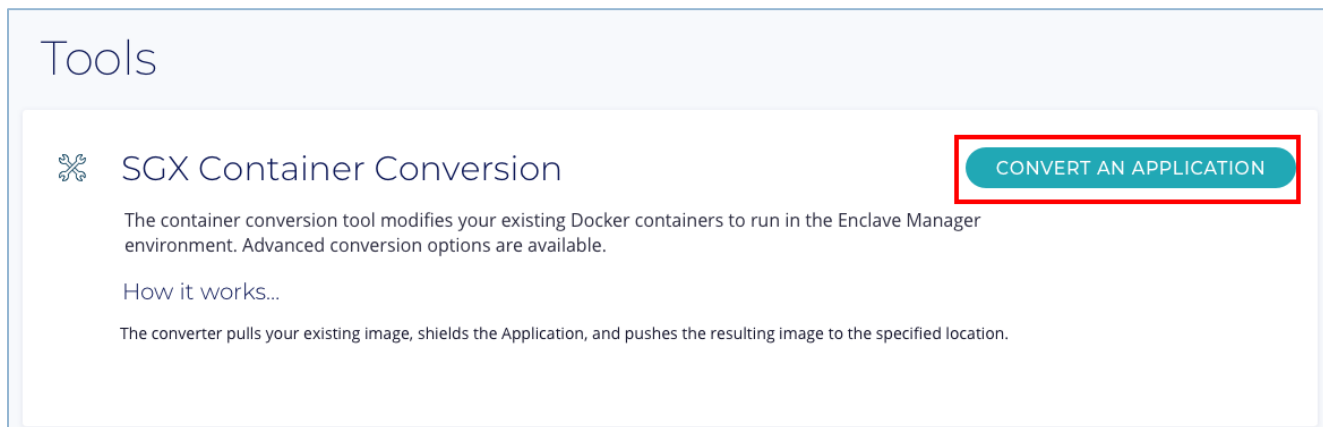 Tools
SGX Container Conversion
CONVERT AN APPLICATION
The container conversion tool modifies your existing Docker containers to run in the Enclave Manager
environment. Advanced conversion options are available.
How it works...
The converter pulls your existing image, shields the Application, and pushes the resulting image to the specified location.